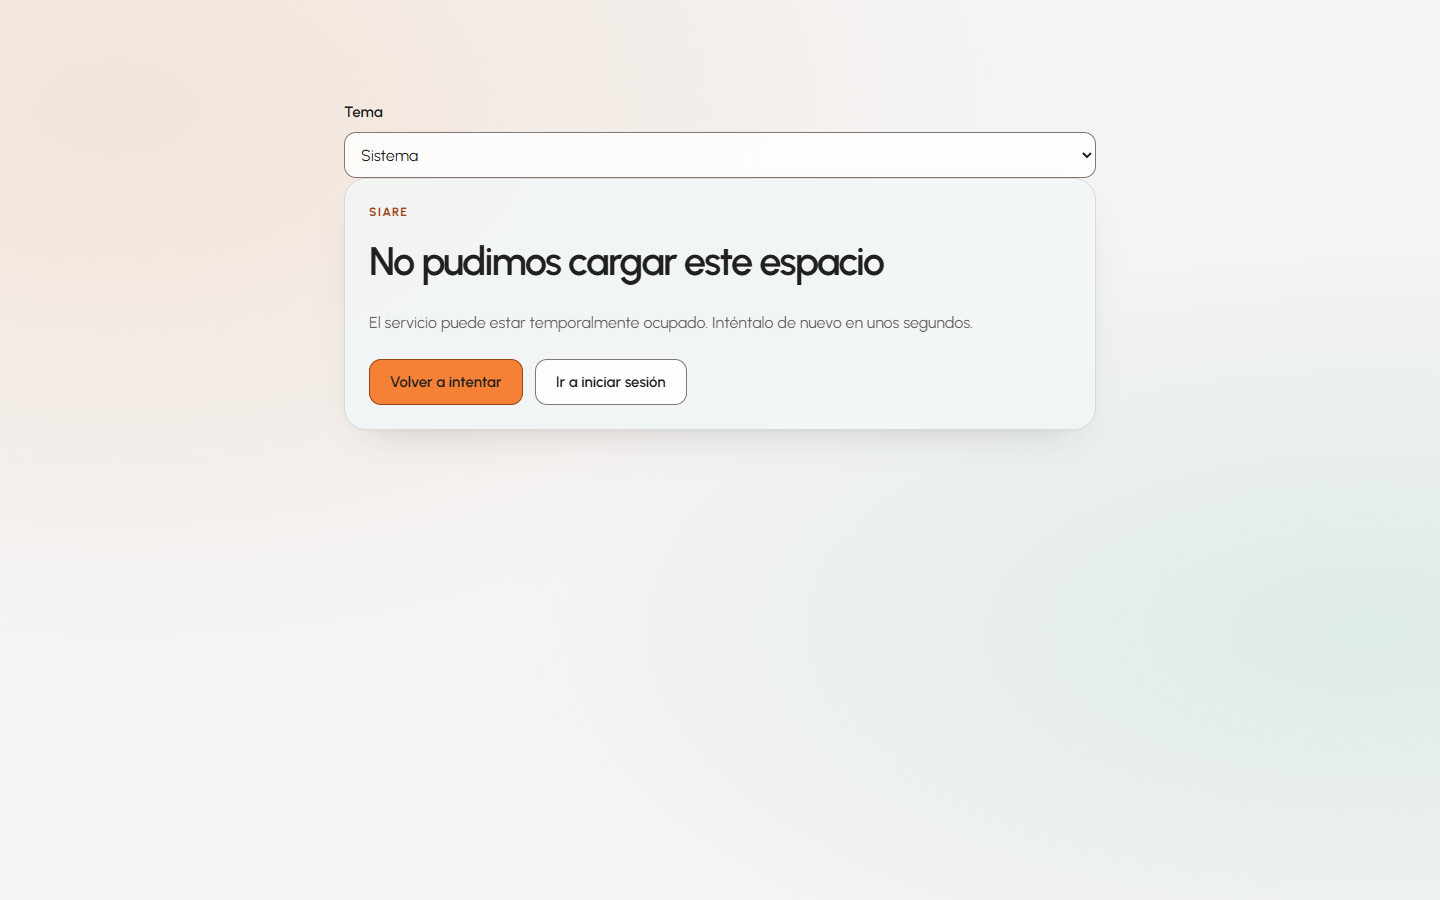 Tema
Sistema
SIARE
No pudimos cargar este espacio
El servicio puede estar temporalmente ocupado. Inténtalo de nuevo en unos segundos.
Volver a intentar
Ir a iniciar sesión